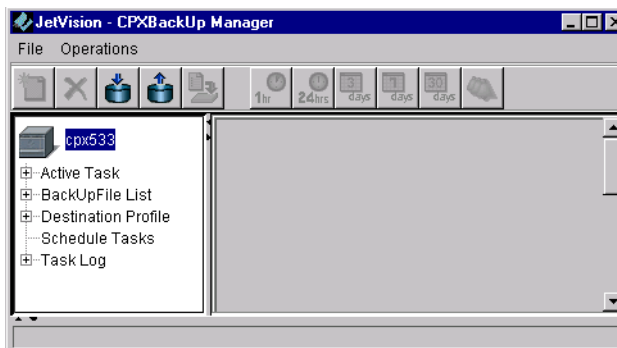 JetVision - CPXBackUp Manager
File Operations
1hr 24hrs 3 days 7 days 30 days
cpx533
Active Task
BackUpFile List
Destination Profile
Schedule Tasks
Task Log